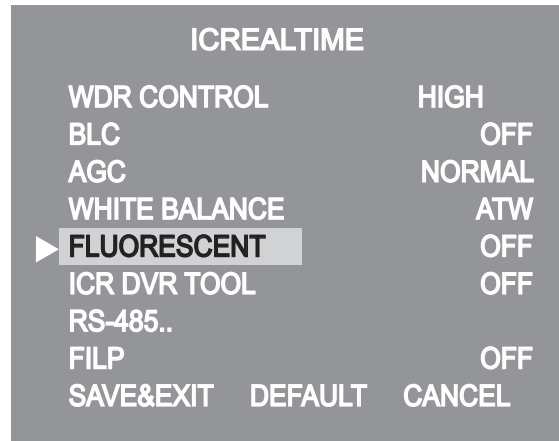 ICREALTIME
WDR CONTROL HIGH
BLC OFF
AGC NORMAL
WHITE BALANCE ATW
FLUORESCENT OFF
ICR DVR TOOL OFF
RS-485..
FILP OFF
SAVE&EXIT DEFAULT CANCEL